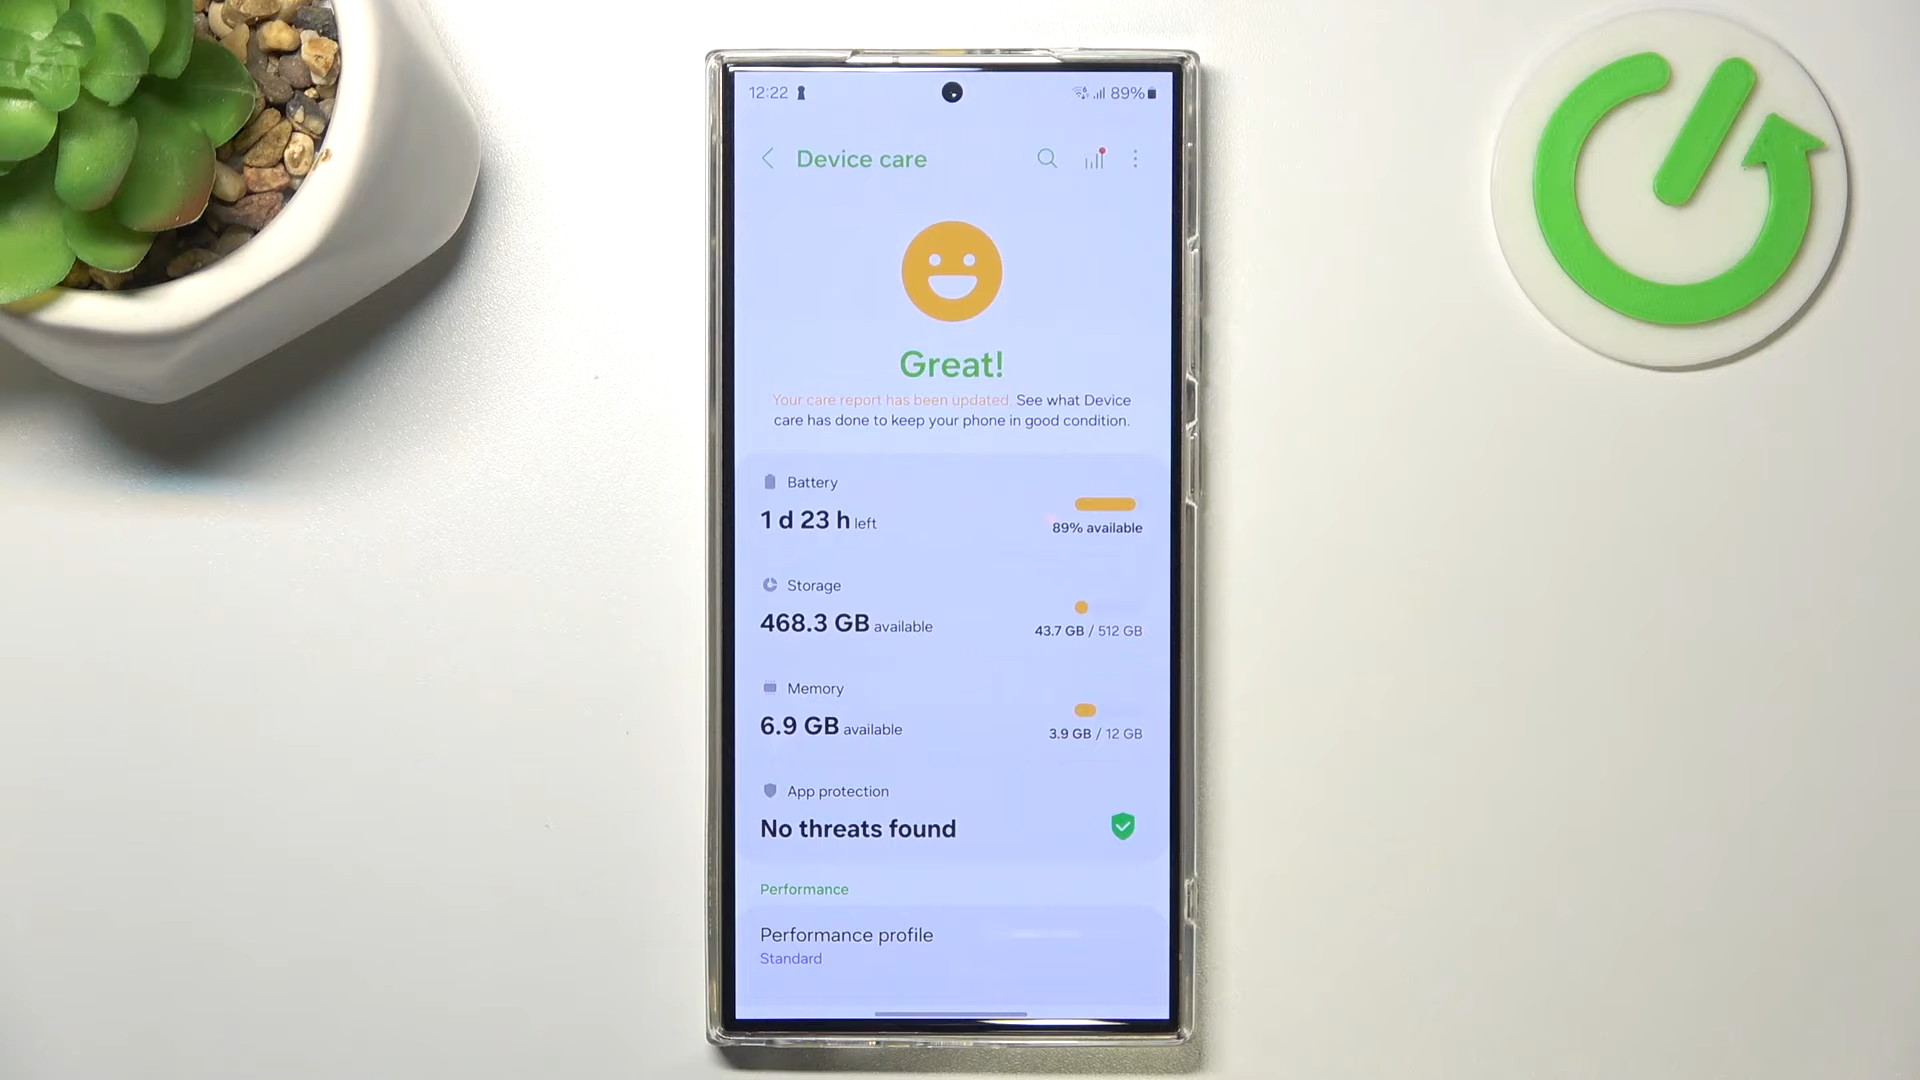 12:22 89%
Device care
Great!
Your care report has been updated. See what Device
care has done to keep your phone in good condition.
Battery
1 d 23 h left
89% available
Storage
468.3 GB available
43.7 GB / 512 GB
Memory
6.9 GB available
3.9 GB / 12 GB
App protection
No threats found
Performance
Performance profile
Standard